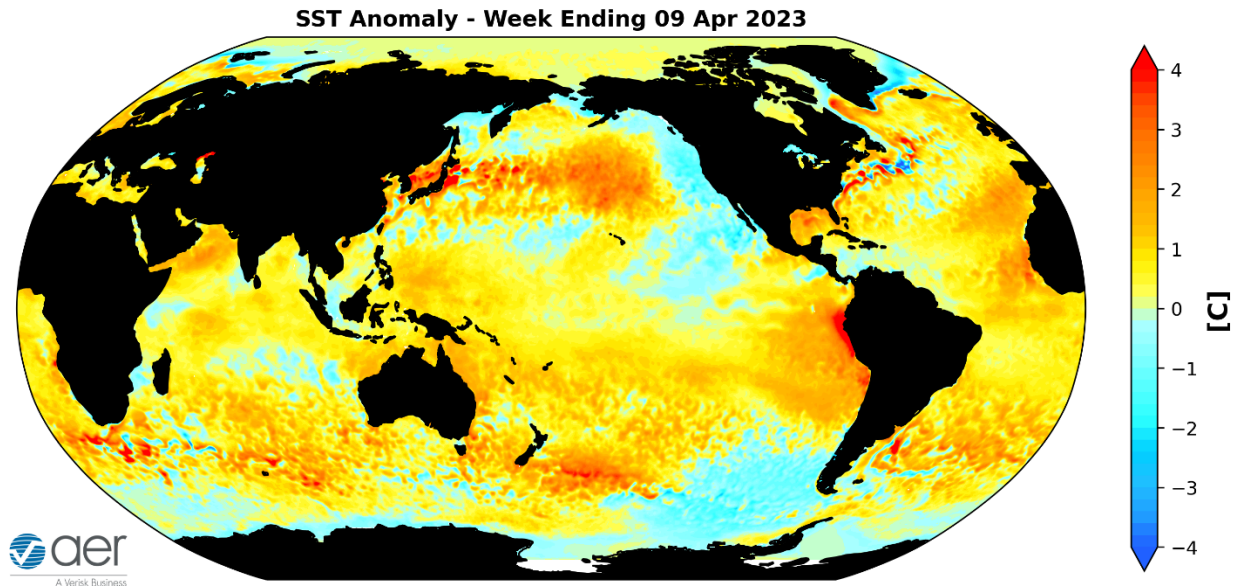 SST Anomaly - Week Ending 09 Apr 2023
4
3
2
1
0
−1
−2
−3
−4
[C]
aer
A Verisk Business